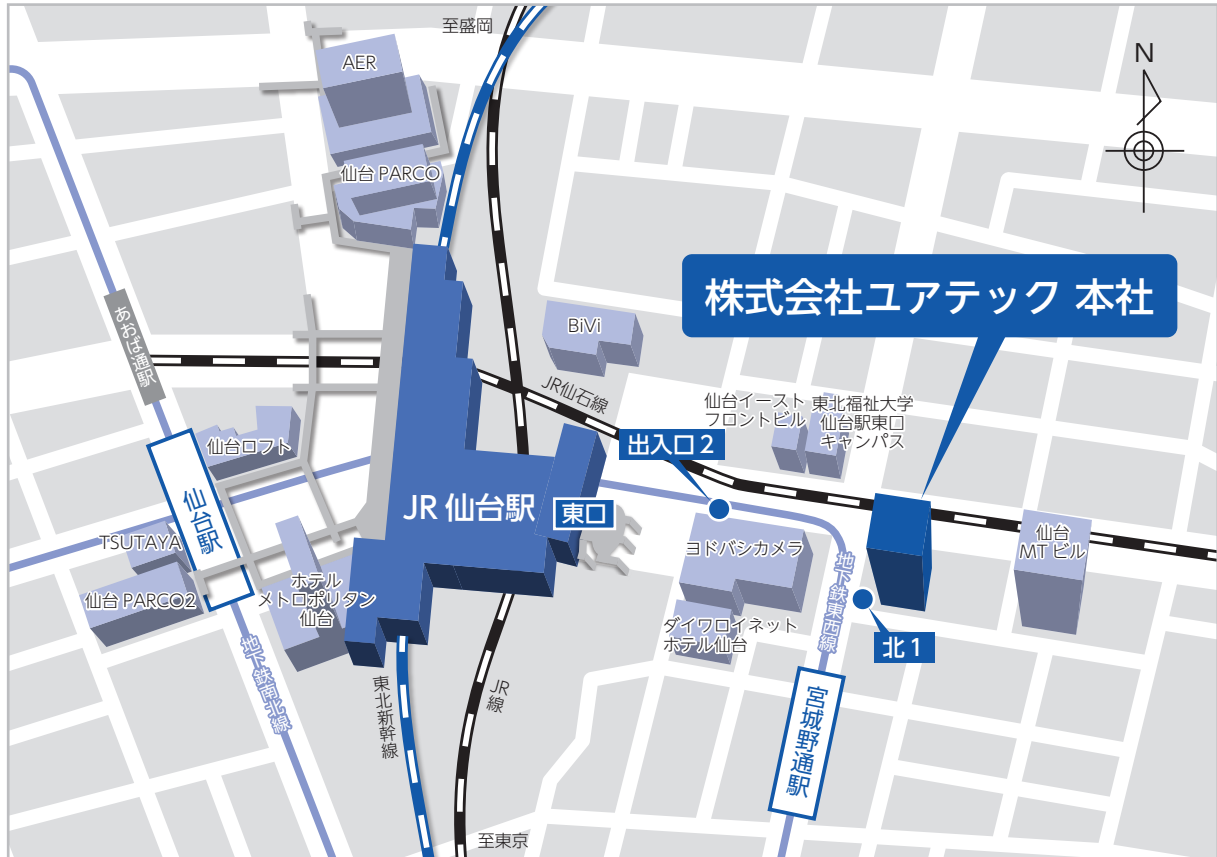 至盛岡
AER
N
仙台 PARCO
株式会社ユアテック 本社
あおば通駅
BiVi
JR仙石線
仙台イースト
フロントビル
東北福祉大学
仙台駅東口
キャンパス
仙台ロフト
出入口2
仙台駅
JR 仙台駅
東口
TSUTAYA
ヨドバシカメラ
仙台
MT ビル
地下鉄東西線
ホテル
メトロポリタン
仙台
仙台 PARCO2
ダイワロイネット
ホテル仙台
北1
地下鉄南北線
東北新幹線
JR線
宮城野通駅
至東京